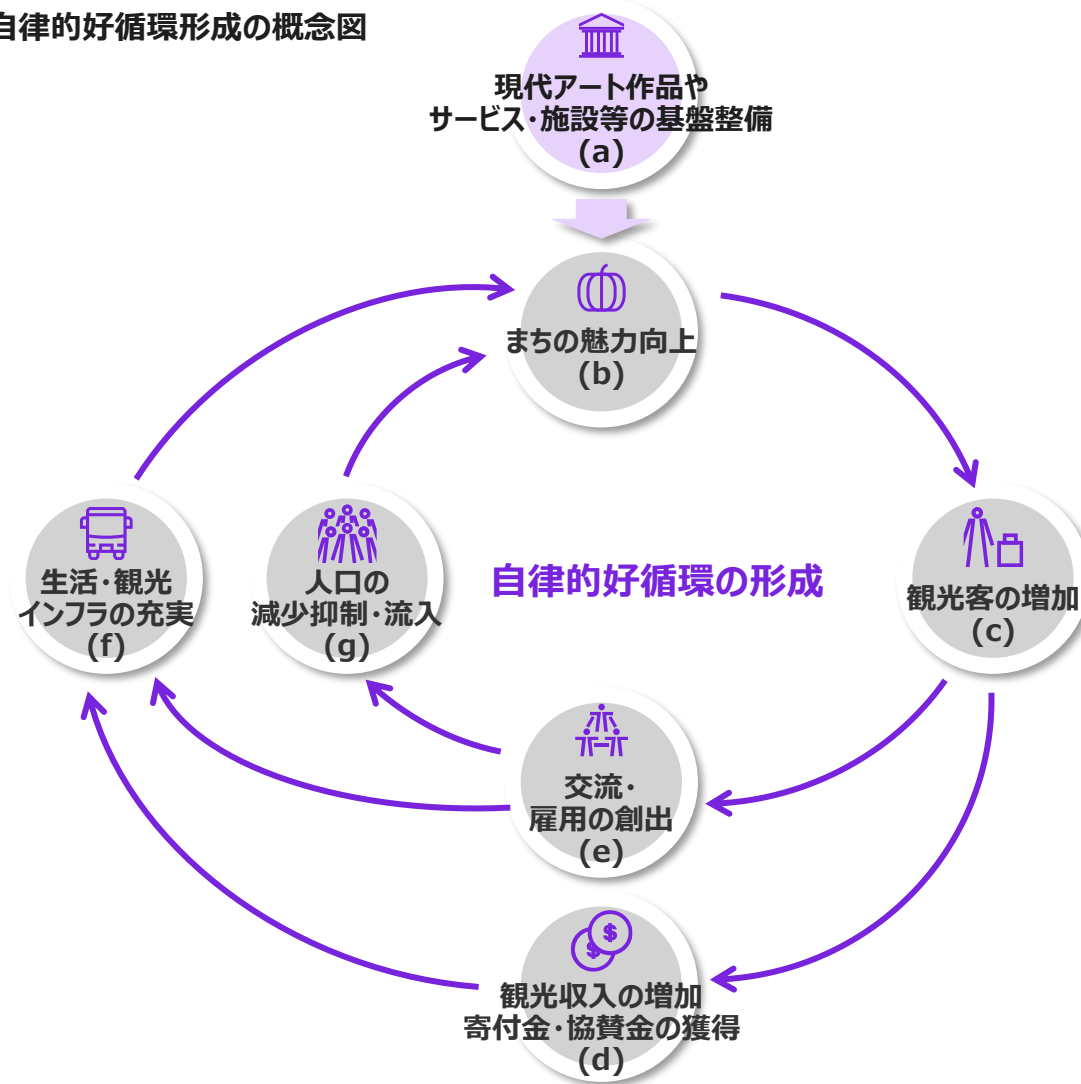 自律的好循環形成の概念図
現代アート作品や
サービス・施設等の基盤整備
(a)
まちの魅力向上
(b)
生活・観光
インフラの充実
(f)
人口の
減少抑制・流入
(g)
自律的好循環の形成
観光客の増加
(c)
交流・
雇用の創出
(e)
$
$
観光収入の増加
寄付金・協賛金の獲得
(d)